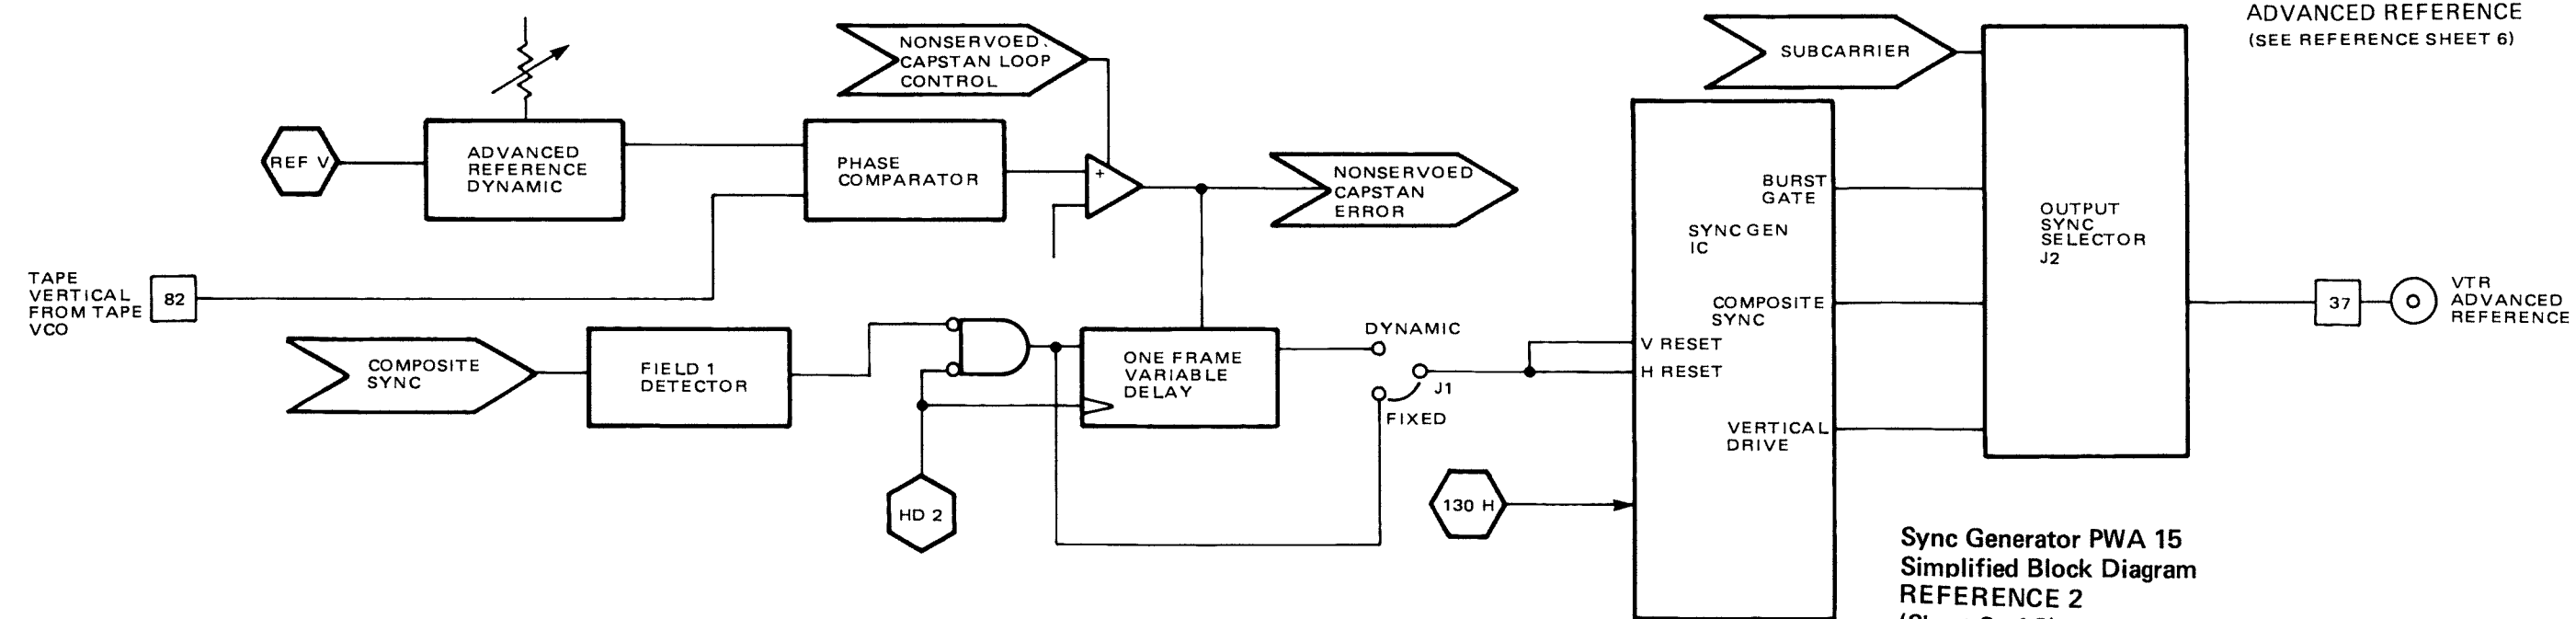 ADVANCED REFERENCE
(SEE REFERENCE SHEET 6)
NONSERVOED
CAPSTAN LOOP
CONTROL
SUBCARRIER
REF V
ADVANCED
REFERENCE
DYNAMIC
PHASE
COMPARATOR
+
NONSERVOED
CAPSTAN
ERROR
BURST
GATE
SYNC GEN
IC
OUTPUT
SYNC
SELECTOR
J2
TAPE
VERTICAL
FROM TAPE
VCO
82
COMPOSITE
SYNC
37
VTR
ADVANCED
REFERENCE
COMPOSITE
SYNC
FIELD 1
DETECTOR
ONE FRAME
VARIABLE
DELAY
DYNAMIC
J1
FIXED
V RESET
H RESET
VERTICAL
DRIVE
HD 2
130 H
Sync Generator PWA 15
Simplified Block Diagram
REFERENCE 2